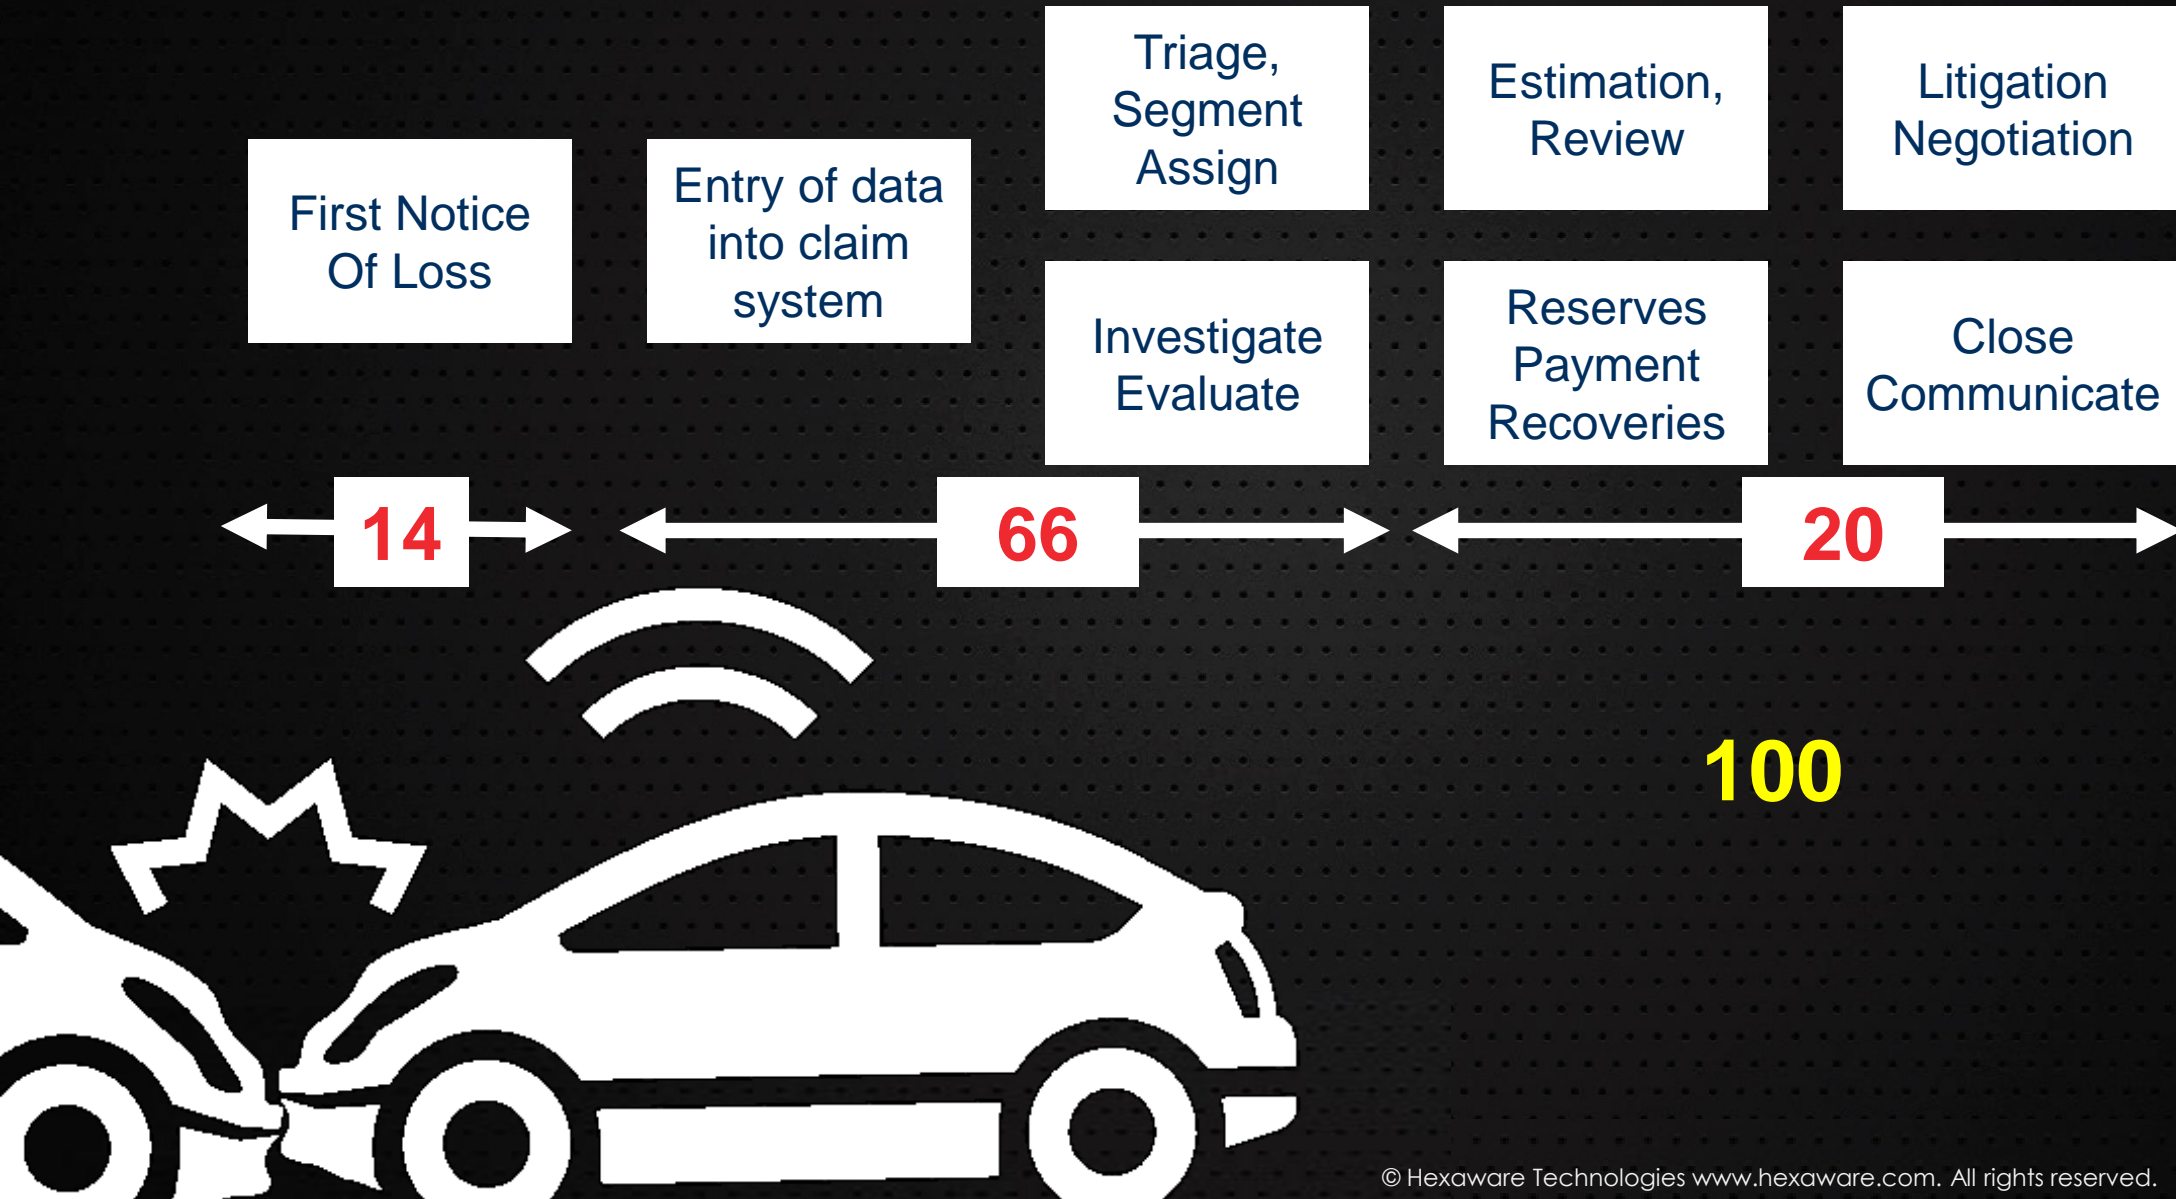 First Notice
Of Loss
Entry of data
into claim
system
Triage,
Segment
Assign
Investigate
Evaluate
Estimation,
Review
Reserves
Payment
Recoveries
Litigation
Negotiation
Close
Communicate
14
66
20
100
© Hexaware Technologies www.hexaware.com. All rights reserved.